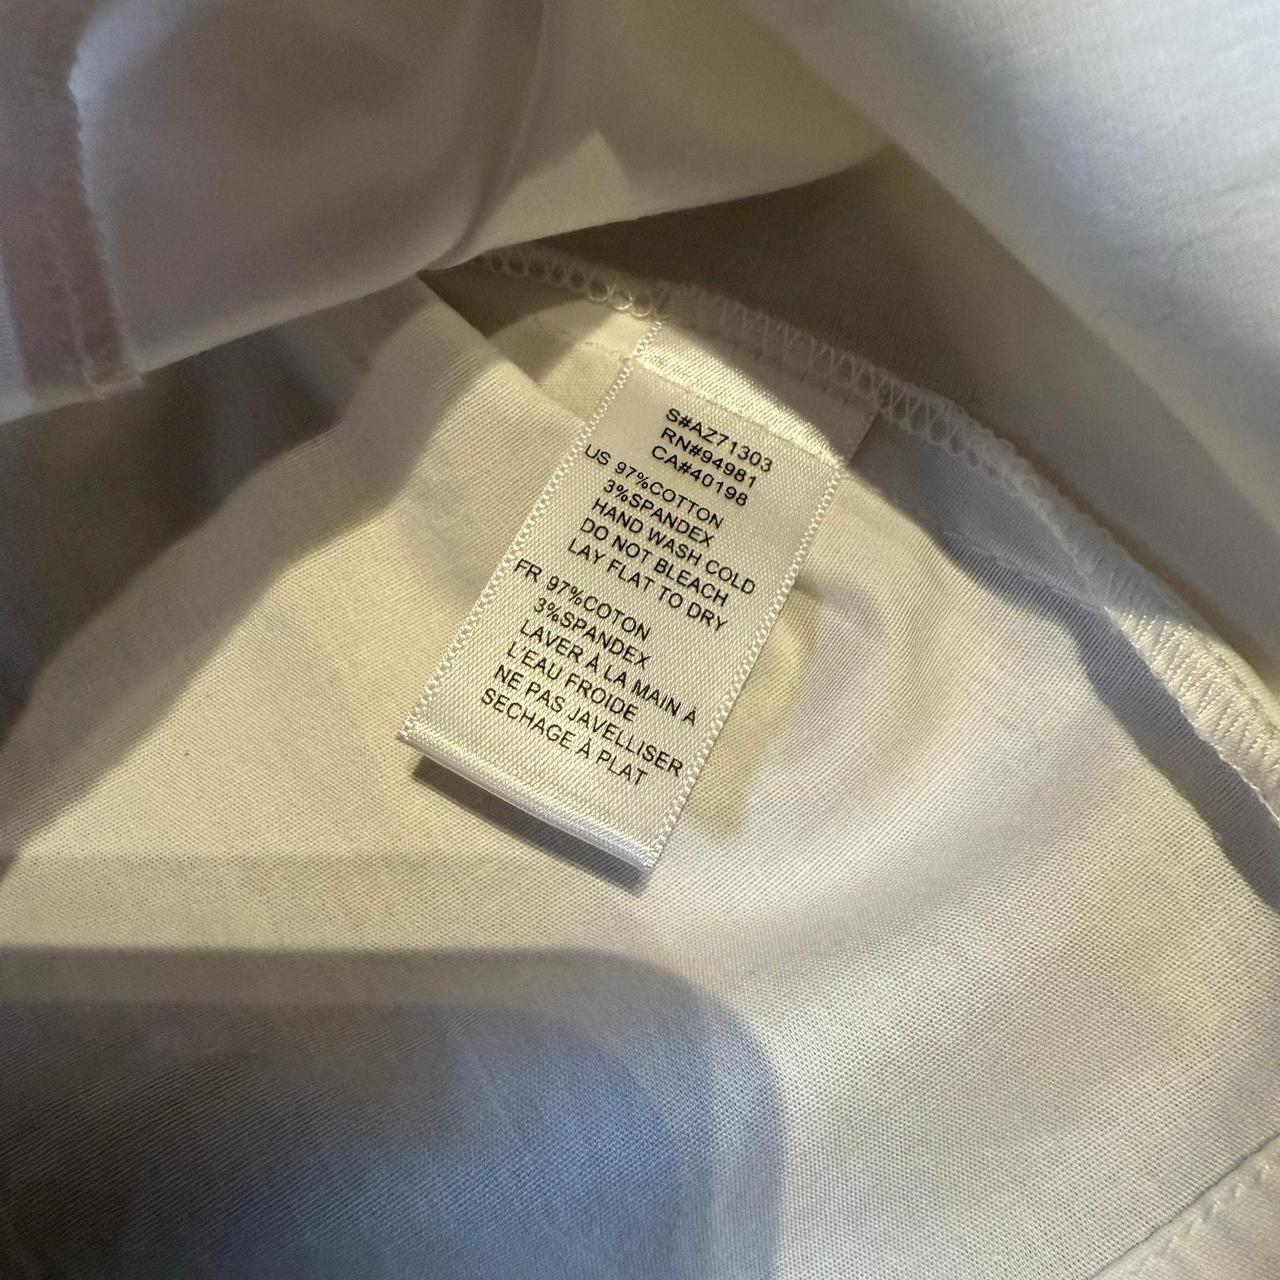 S#AZ71303
RN#94981
CA#40198
US 97%COTTON
3%SPANDEX
HAND WASH COLD
DO NOT BLEACH
LAY FLAT TO DRY
FR 97%COTON
3%SPANDEX
LAVER À LA MAIN A
L'EAU FROIDE
NE PAS JAVELLISER
SECHAGE À PLAT